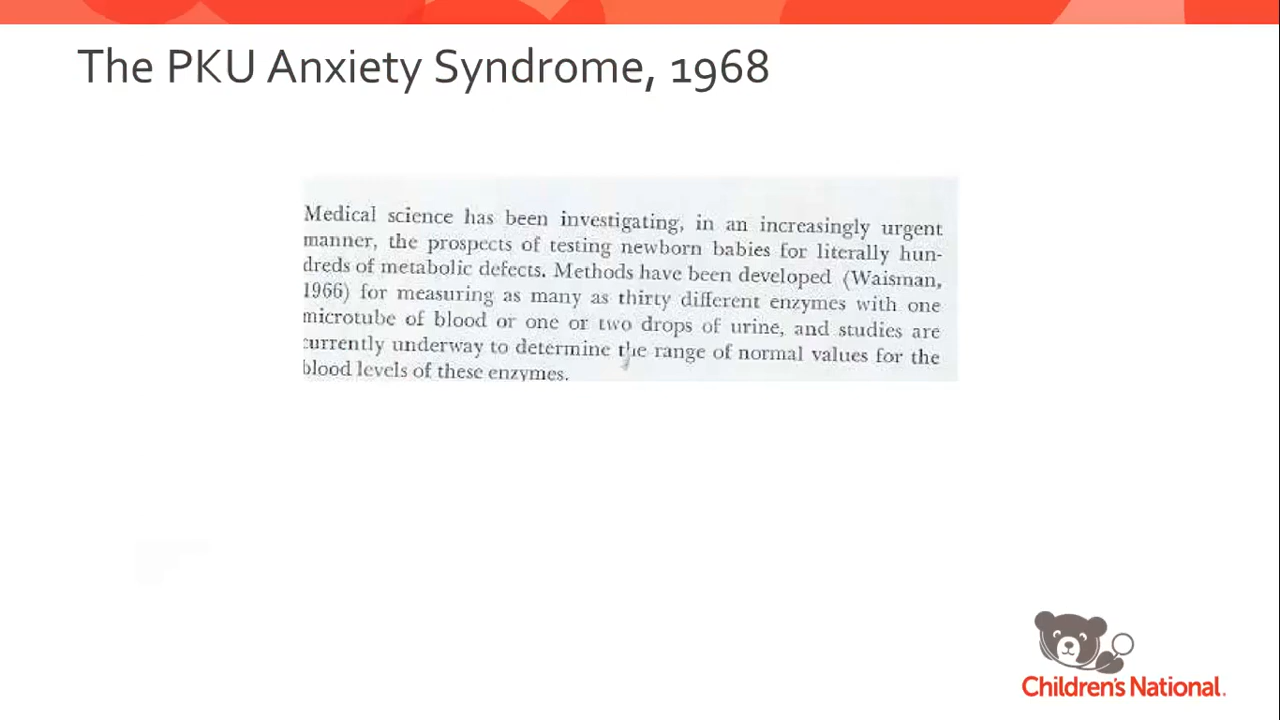 The PKU Anxiety Syndrome, 1968
Medical science has been investigating, in an increasingly urgent
manner, the prospects of testing newborn babies for literally hun-
dreds of metabolic defects. Methods have been developed (Waisman,
1966) for measuring as many as thirty different enzymes with one
microtube of blood or one or two drops of urine, and studies are
currently underway to determine the range of normal values for the
blood levels of these enzymes.
Children's National.